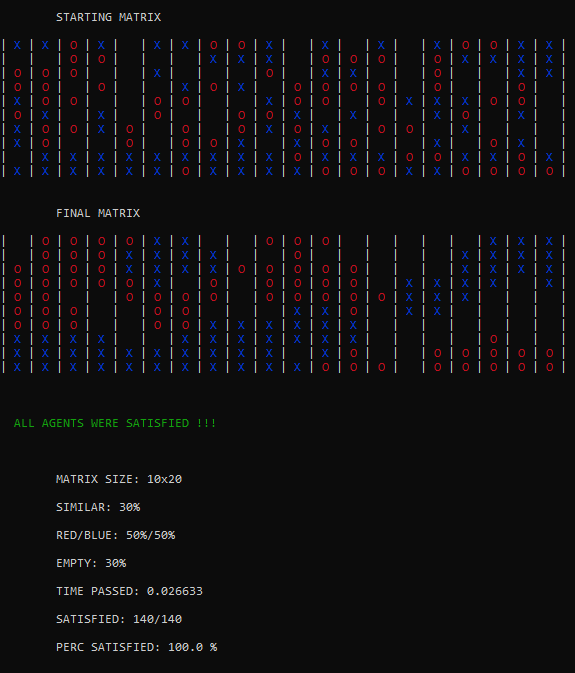 STARTING MATRIX
| X | X | O | X |   | X | X | O | O | X |   | X |   | X |   | X | O | X | O | X |
|   |   | O | O |   |   |   | X | X | X |   | X | O | O |   | O | X | X | X | X |
| O | O | O |   |   | X |   |   |   | O |   | X | X |   |   | O |   |   | X | X |
| O | O |   | O |   |   | X | O | X |   | O | O | O | O |   | O |   |   | O |   |
| X | O | O |   |   | O | O |   |   | X | O | O | O | O | X | X | X | O | O |   |
| O | X |   | X |   | O |   |   | O | O | X |   | X |   |   |   | O |   | X |   |
| X | O | O | X | O |   | O |   | O | X | O | X |   | O | O |   | X |   |   |   |
| X | O |   |   | O |   | O | O | X |   | O | O | O |   |   | O |   | O | X |   |
|   | X | X | X | X | X | X | X | O | X | X | X | X | X | O | O | X | X | O | X |
| X | X | X | X | X | X | O | X | X | X | O | X | X | O | X | X | O | X | O | O |
FINAL MATRIX
|   | O | O | O | O | X | X | X |   | O | O | O |   |   |   |   |   | X | X | X |
|   | O | O | O | X | X | X | X |   |   | O | O |   |   |   |   | X | X | X | X |
| O | O | O | O | X | X | X | X | O | O | O | O | O |   |   |   | X | X | X | X |
| O | O | O | O | O | X | X | O |   | O | O | O | O |   | X | X | X | X |   | X |
| O | O | O |   | O | O | O | O |   | O | O | O | O | O | X | X | X |   |   |   |
| O | O | O |   |   | O | O |   |   |   | X | X | X |   | X | X |   |   |   |   |
| O | O | O |   |   | O | O | X | X | X | X | X | X |   |   |   |   |   |   |   |
| X | X | X | X |   |   | X | X | X | X | X | X | X |   |   |   |   | O |   |   |
| X | X | X | X | X | X | X | X | X | X | X | X | O |   |   | O | O | O | O | O |
| X | X | X | X | X | X | X | X | X | X | X | O | O | O |   | O | O | O | O | O |
ALL AGENTS WERE SATISFIED !!!
MATRIX SIZE: 10x20
SIMILAR: 30%
RED/BLUE: 50%/50%
EMPTY: 30%
TIME PASSED: 0.026633
SATISFIED: 140/140
PERC SATISFIED: 100.0 %